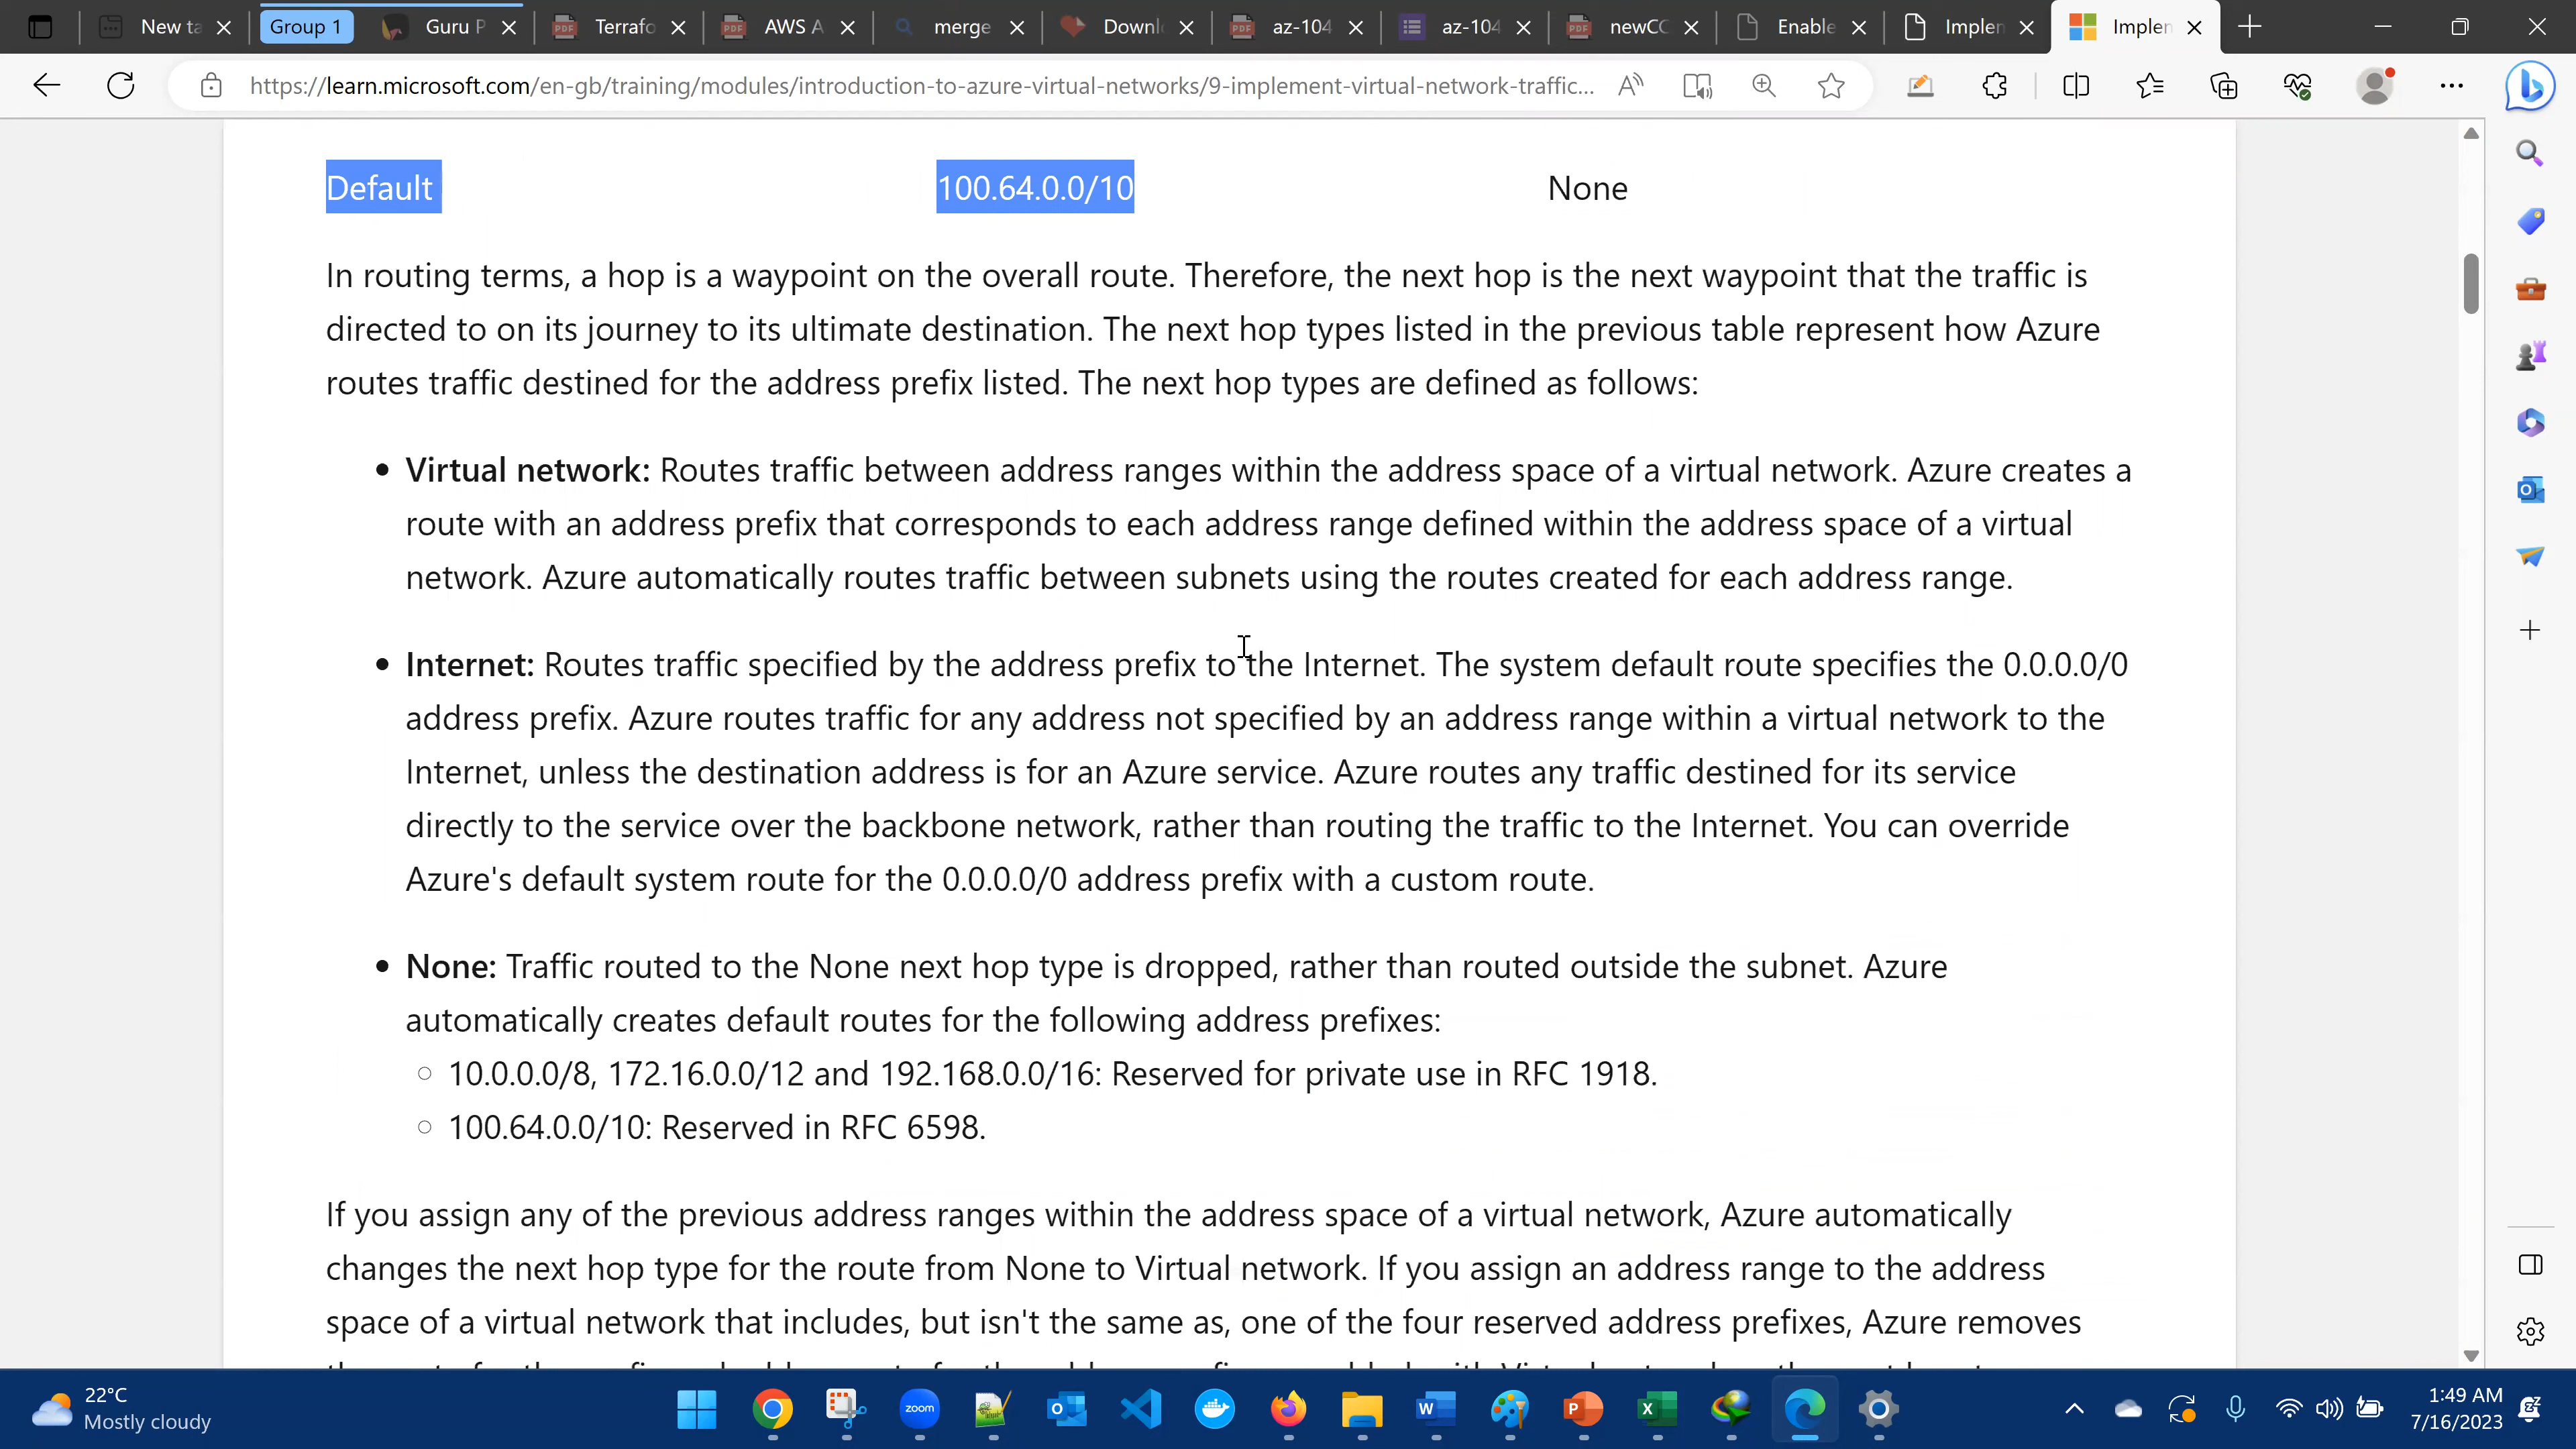 New ta
Group 1
Guru P
Terrafo
AWS A
merge
Downl
az-104
az-104
newCC
Enable
Implen
Implen
https://learn.microsoft.com/en-gb/training/modules/introduction-to-azure-virtual-networks/9-implement-virtual-network-traffic...
Default 100.64.0.0/10 None
In routing terms, a hop is a waypoint on the overall route. Therefore, the next hop is the next waypoint that the traffic is
directed to on its journey to its ultimate destination. The next hop types listed in the previous table represent how Azure
routes traffic destined for the address prefix listed. The next hop types are defined as follows:
• Virtual network: Routes traffic between address ranges within the address space of a virtual network. Azure creates a
route with an address prefix that corresponds to each address range defined within the address space of a virtual
network. Azure automatically routes traffic between subnets using the routes created for each address range.
• Internet: Routes traffic specified by the address prefix to the Internet. The system default route specifies the 0.0.0.0/0
address prefix. Azure routes traffic for any address not specified by an address range within a virtual network to the
Internet, unless the destination address is for an Azure service. Azure routes any traffic destined for its service
directly to the service over the backbone network, rather than routing the traffic to the Internet. You can override
Azure's default system route for the 0.0.0.0/0 address prefix with a custom route.
• None: Traffic routed to the None next hop type is dropped, rather than routed outside the subnet. Azure
automatically creates default routes for the following address prefixes:
○ 10.0.0.0/8, 172.16.0.0/12 and 192.168.0.0/16: Reserved for private use in RFC 1918.
○ 100.64.0.0/10: Reserved in RFC 6598.
If you assign any of the previous address ranges within the address space of a virtual network, Azure automatically
changes the next hop type for the route from None to Virtual network. If you assign an address range to the address
space of a virtual network that includes, but isn't the same as, one of the four reserved address prefixes, Azure removes
22°C
Mostly cloudy
zoom
1:49 AM
7/16/2023